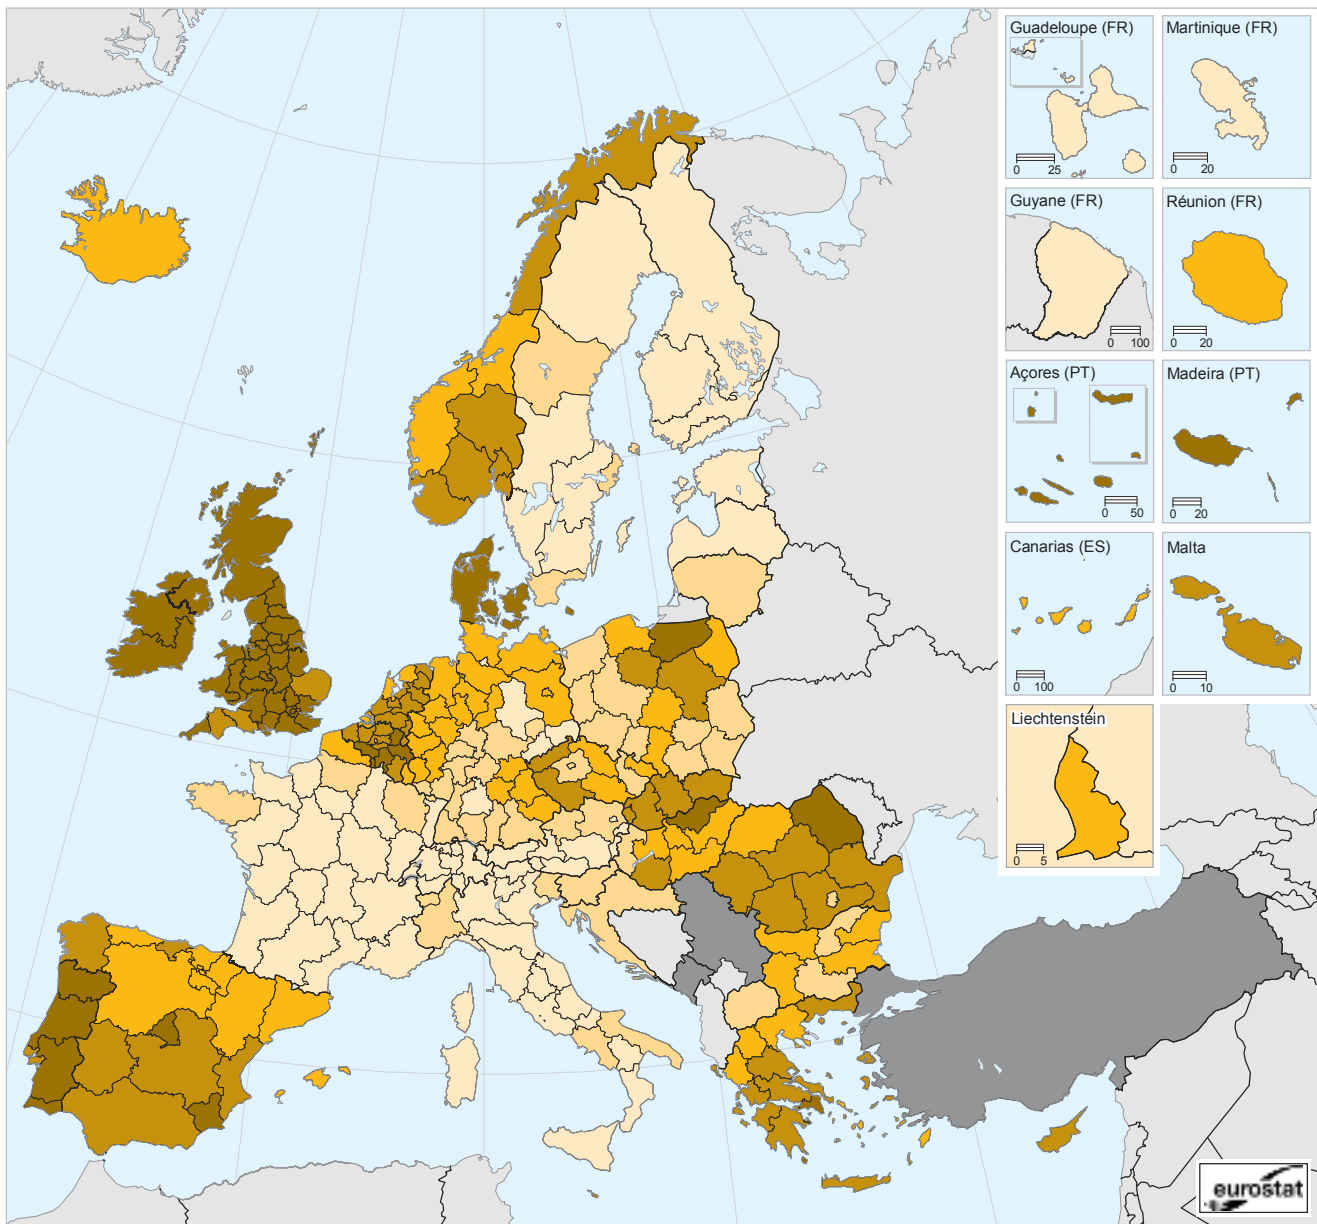 Guadeloupe (FR)
0 25
Martinique (FR)
0 20
Guyane (FR)
0 100
Réunion (FR)
0 20
Açores (PT)
0 50
Madeira (PT)
0 20
Canarias (ES)
0 100
Malta
0 10
Liechtenstein
0 5
eurostat